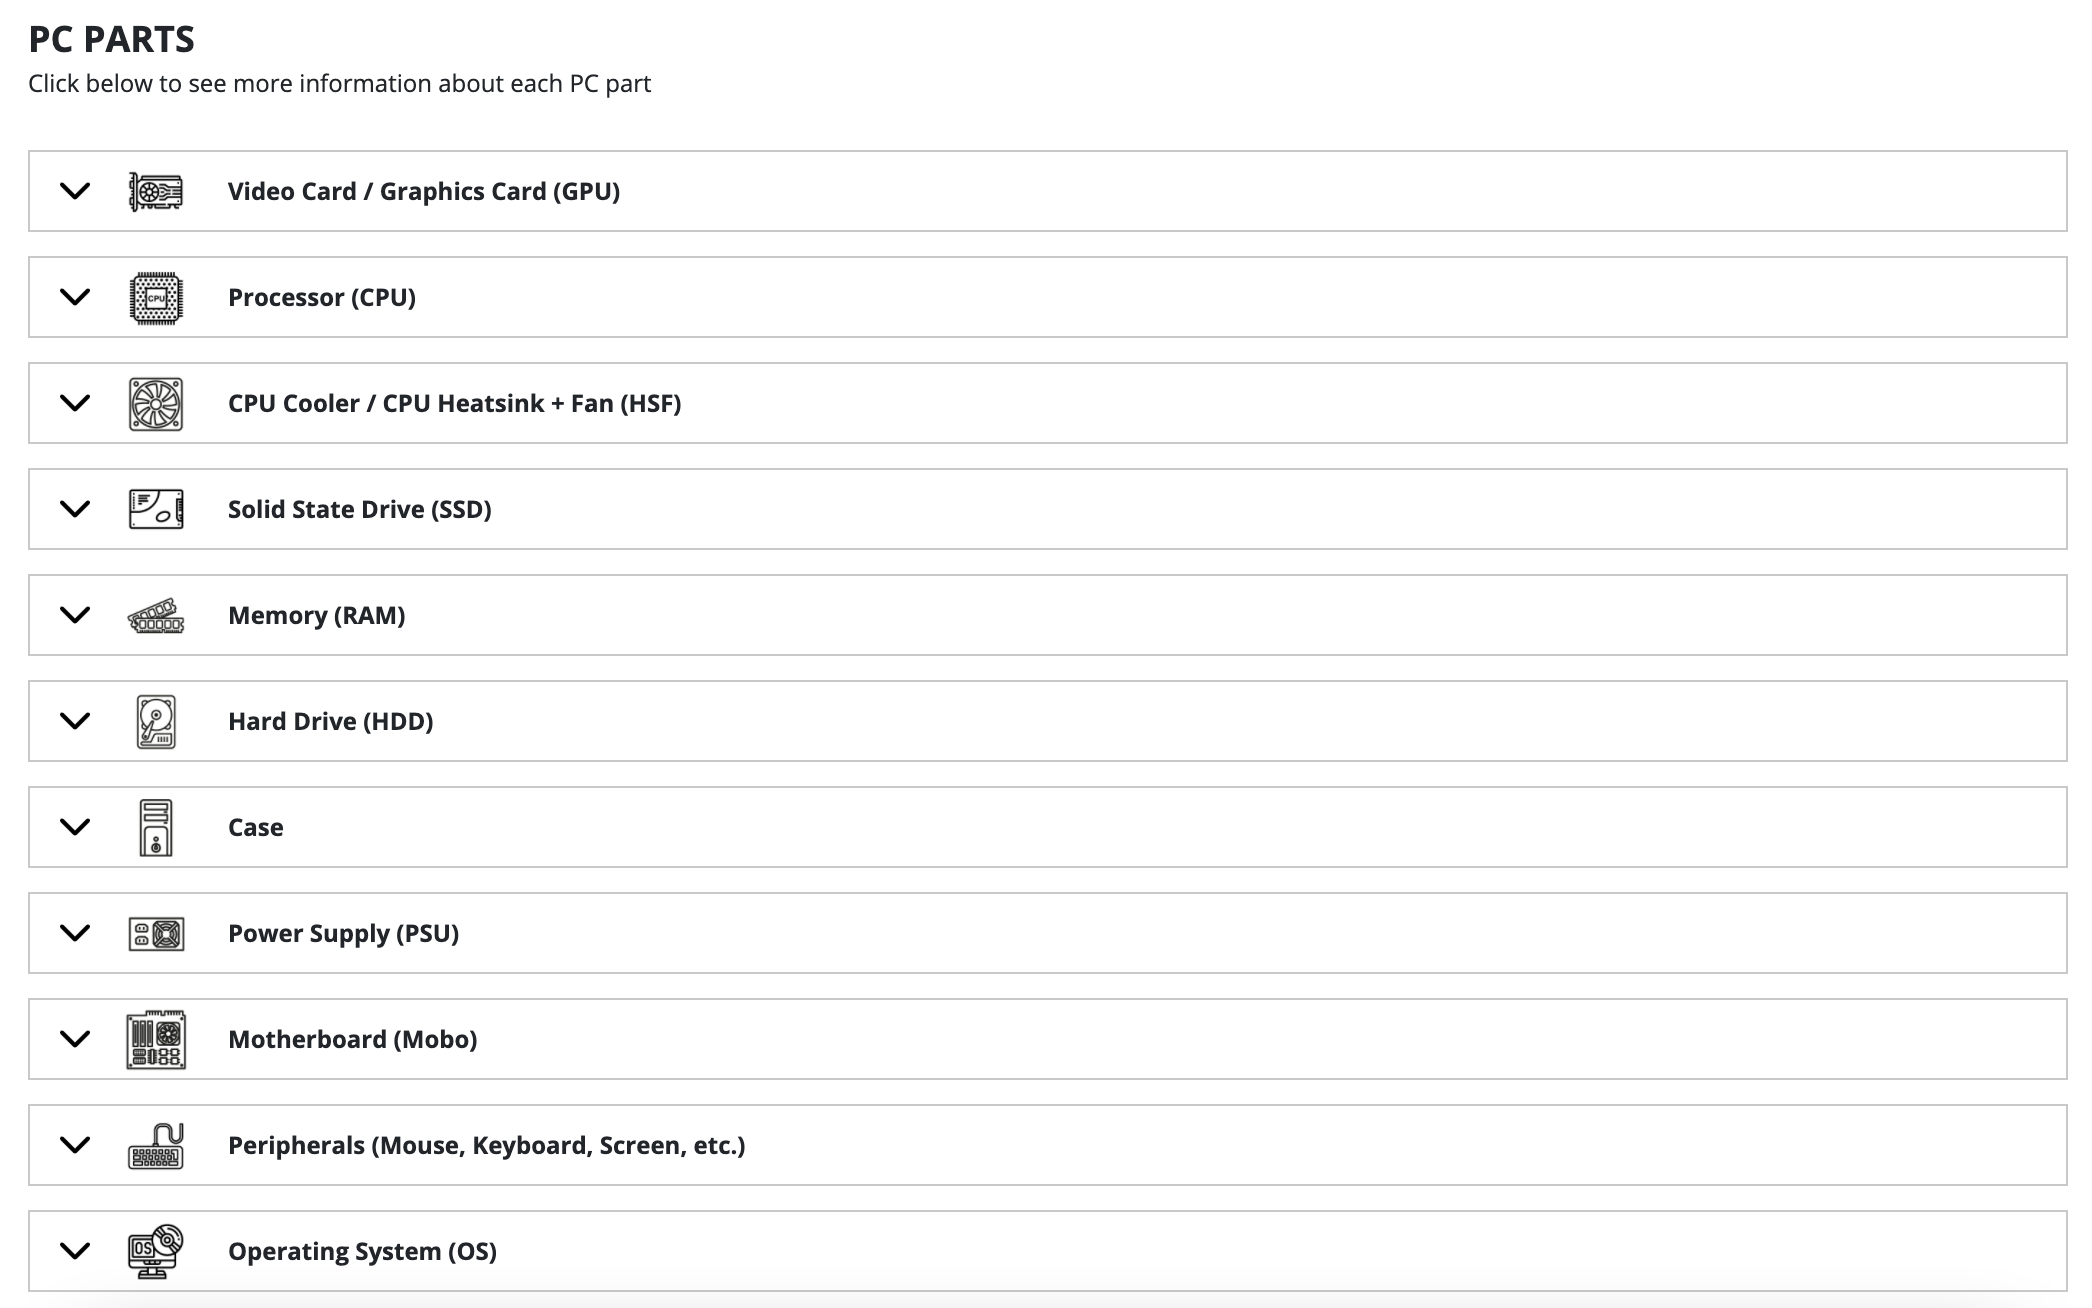 PC PARTS
Click below to see more information about each PC part
Video Card / Graphics Card (GPU)
CPU
Processor (CPU)
CPU Cooler / CPU Heatsink + Fan (HSF)
Solid State Drive (SSD)
Memory (RAM)
Hard Drive (HDD)
Case
Power Supply (PSU)
Motherboard (Mobo)
Peripherals (Mouse, Keyboard, Screen, etc.)
OS
Operating System (OS)